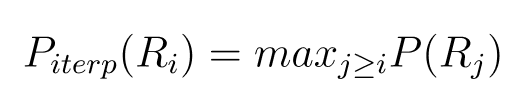 P_{iterp}(R_i) = max_{j≥i}P(R_j)